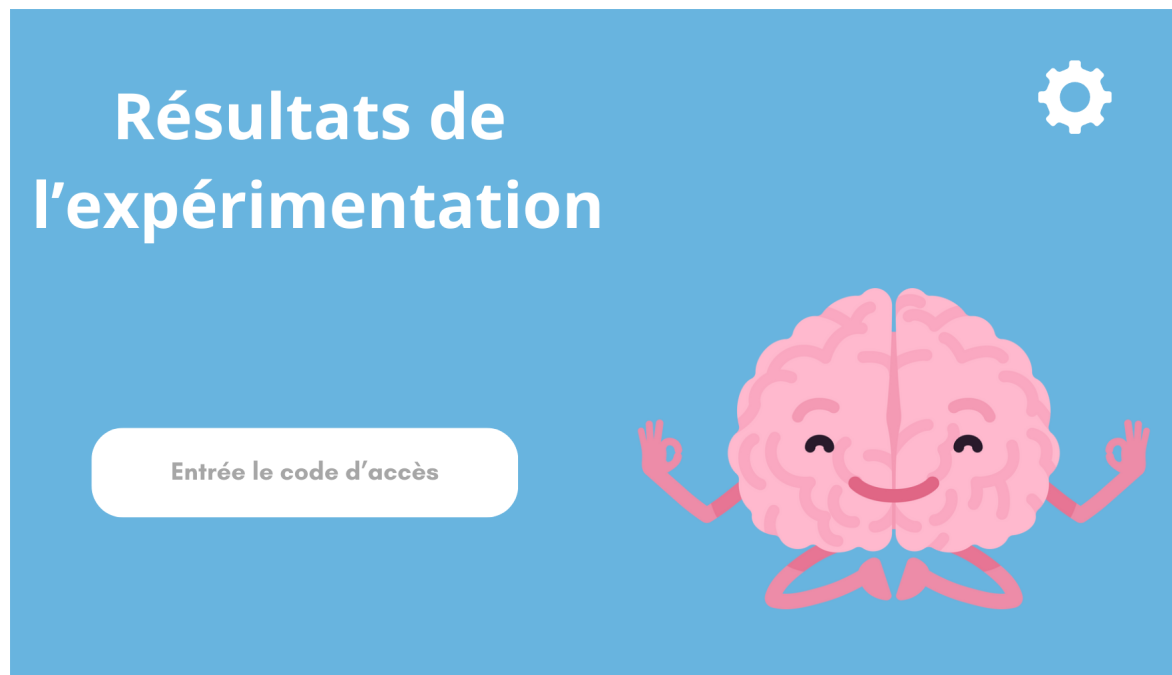 Résultats de
l’expérimentation
Entrée le code d’accès